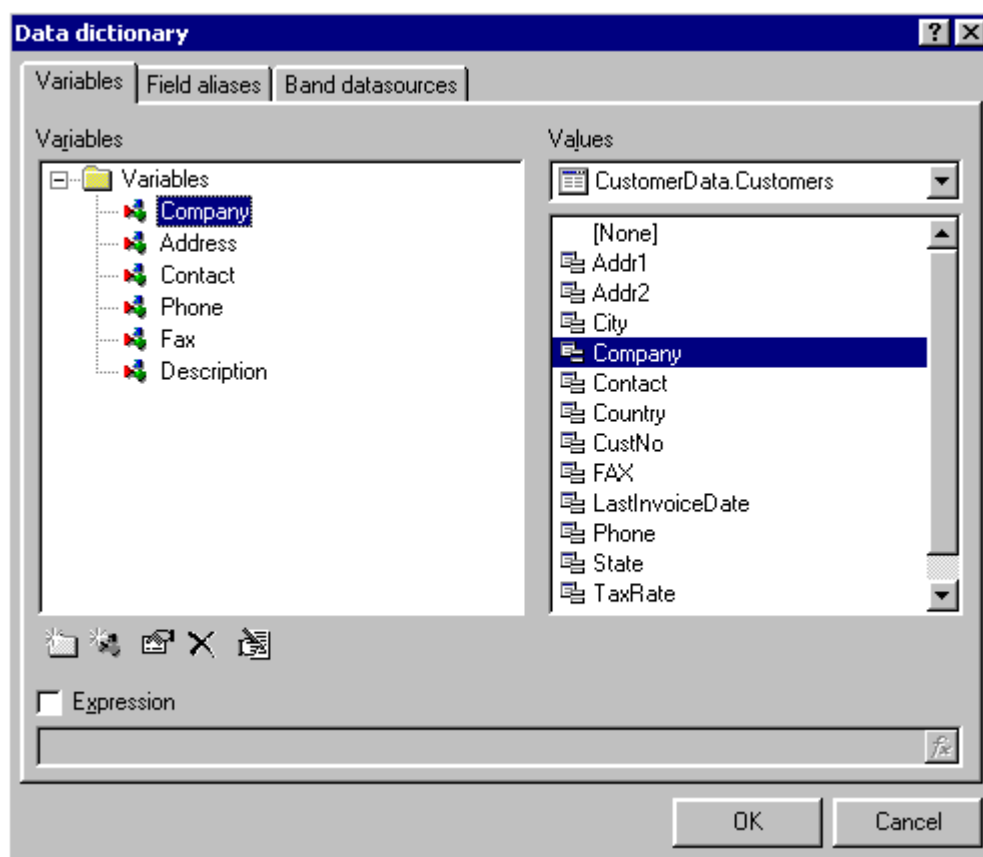 Data dictionary
Variables Field aliases Band datasources
Variables
Variables
Company
Address
Contact
Phone
Fax
Description
Values
CustomerData.Customers
[None]
Addr1
Addr2
City
Company
Contact
Country
CustNo
FAX
LastInvoiceDate
Phone
State
TaxRate
Expression
fx
OK Cancel